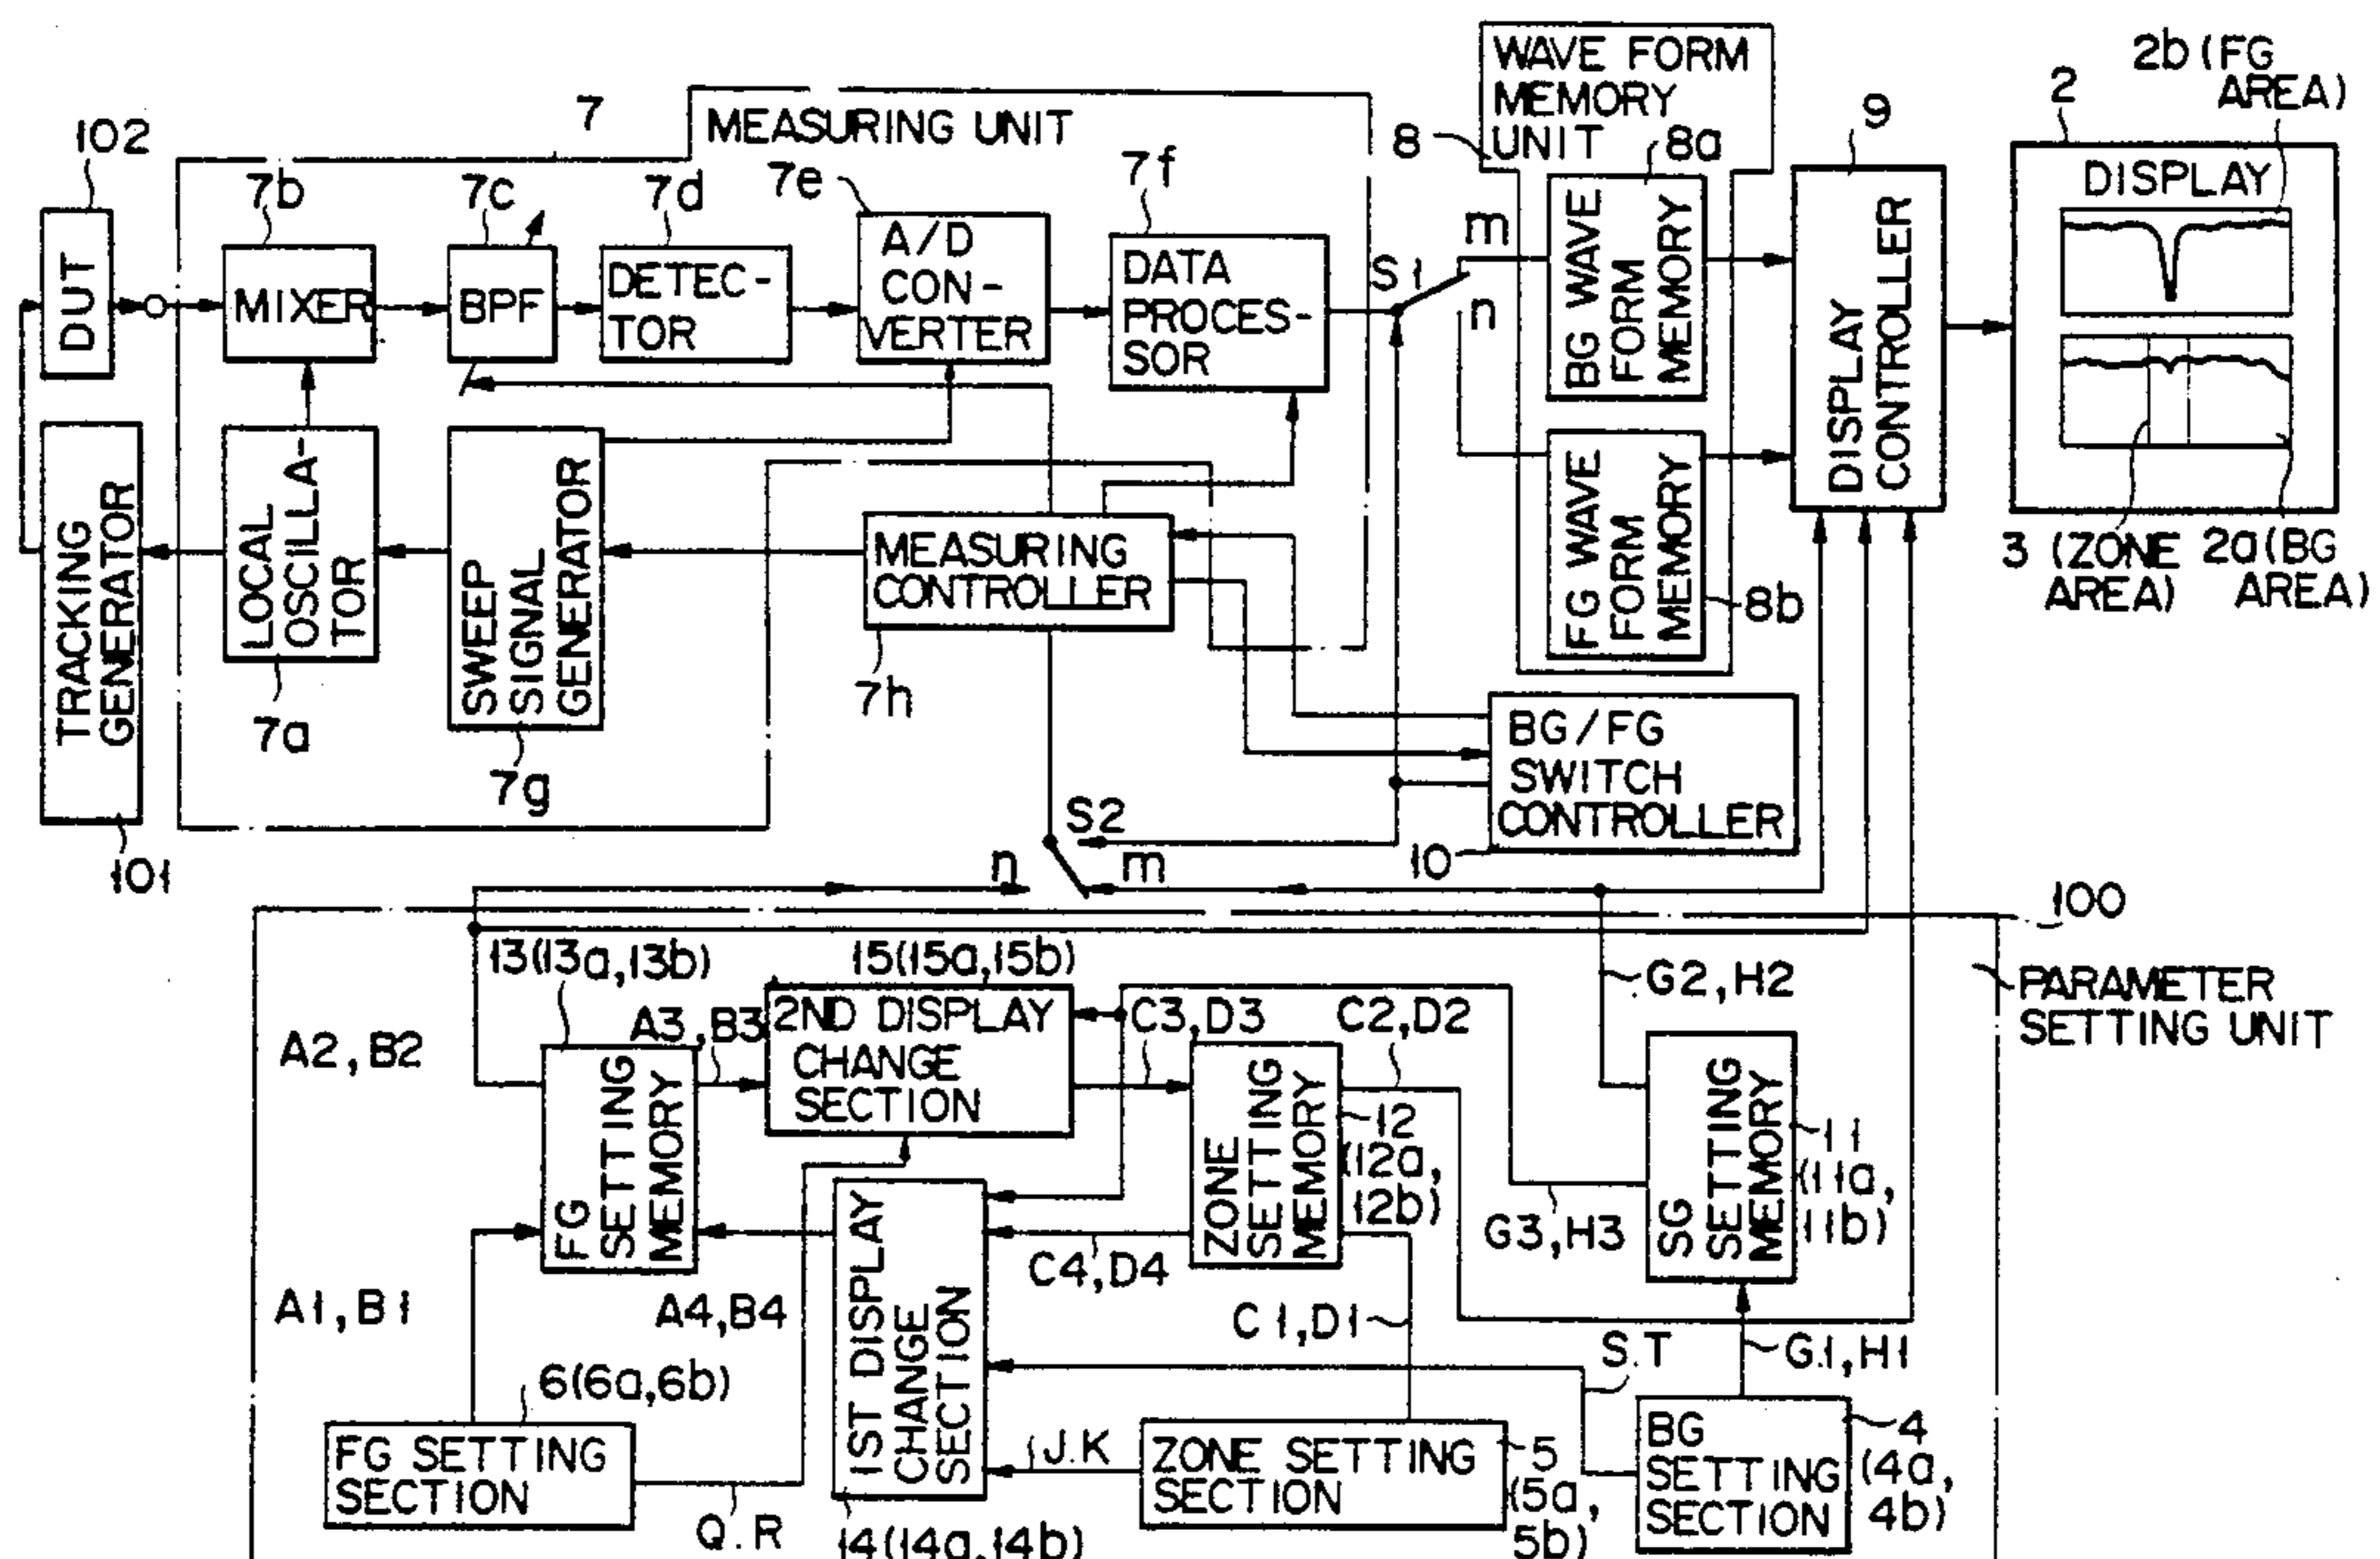 102
7
MEASURING UNIT
WAVE FORM
MEMORY
UNIT
8
2b (FG
AREA)
2
9
DUT
7b
MIXER
7c
BPF
7d
DETEC-
TOR
7e
A/D
CON-
VERTER
7f
DATA
PROCES-
SOR
S1
m
n
8a
BG WAVE
FORM
MEMORY
FG WAVE
FORM
MEMORY
8b
DISPLAY
CONTROLLER
DISPLAY
3 (ZONE
AREA)
2a (BG
AREA)
TRACKING
GENERATOR
101
LOCAL
OSCILLA-
TOR
7a
SWEEP
SIGNAL
GENERATOR
7g
MEASURING
CONTROLLER
7h
BG/FG
SWITCH
CONTROLLER
10
S2
n
m
100
PARAMETER
SETTING UNIT
13(13a,13b)
15(15a,15b)
G2,H2
A2,B2
A3,B3
2ND DISPLAY
CHANGE
SECTION
C3,D3
C2,D2
FG
SETTING
MEMORY
ZONE
SETTING
MEMORY
12
(12a,
12b)
SG
SETTING
MEMORY
11
(11a,
11b)
G3,H3
C4,D4
A1,B1
A4,B4
1ST DISPLAY
CHANGE
SECTION
C1,D1
S.T
G.1,H1
6(6a,6b)
FG SETTING
SECTION
Q.R
J.K
14(14a,14b)
ZONE SETTING
SECTION
5
(5a,
5b)
BG
SETTING
SECTION
4
(4a,
4b)